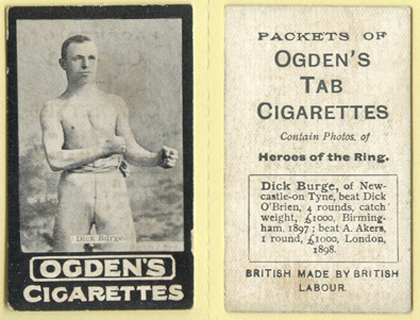 Dick Burge.
OGDEN'S
CIGARETTES
PACKETS OF
OGDEN'S
TAB
CIGARETTES
Contain Photos. of
Heroes of the Ring.
Dick Burge, of New-
castle-on Tyne, beat Dick
O'Brien, 4 rounds, catch
weight, £1000, Birming-
ham, 1897; beat A. Akers,
1 round, £1000, London,
1898.
BRITISH MADE BY BRITISH
LABOUR.